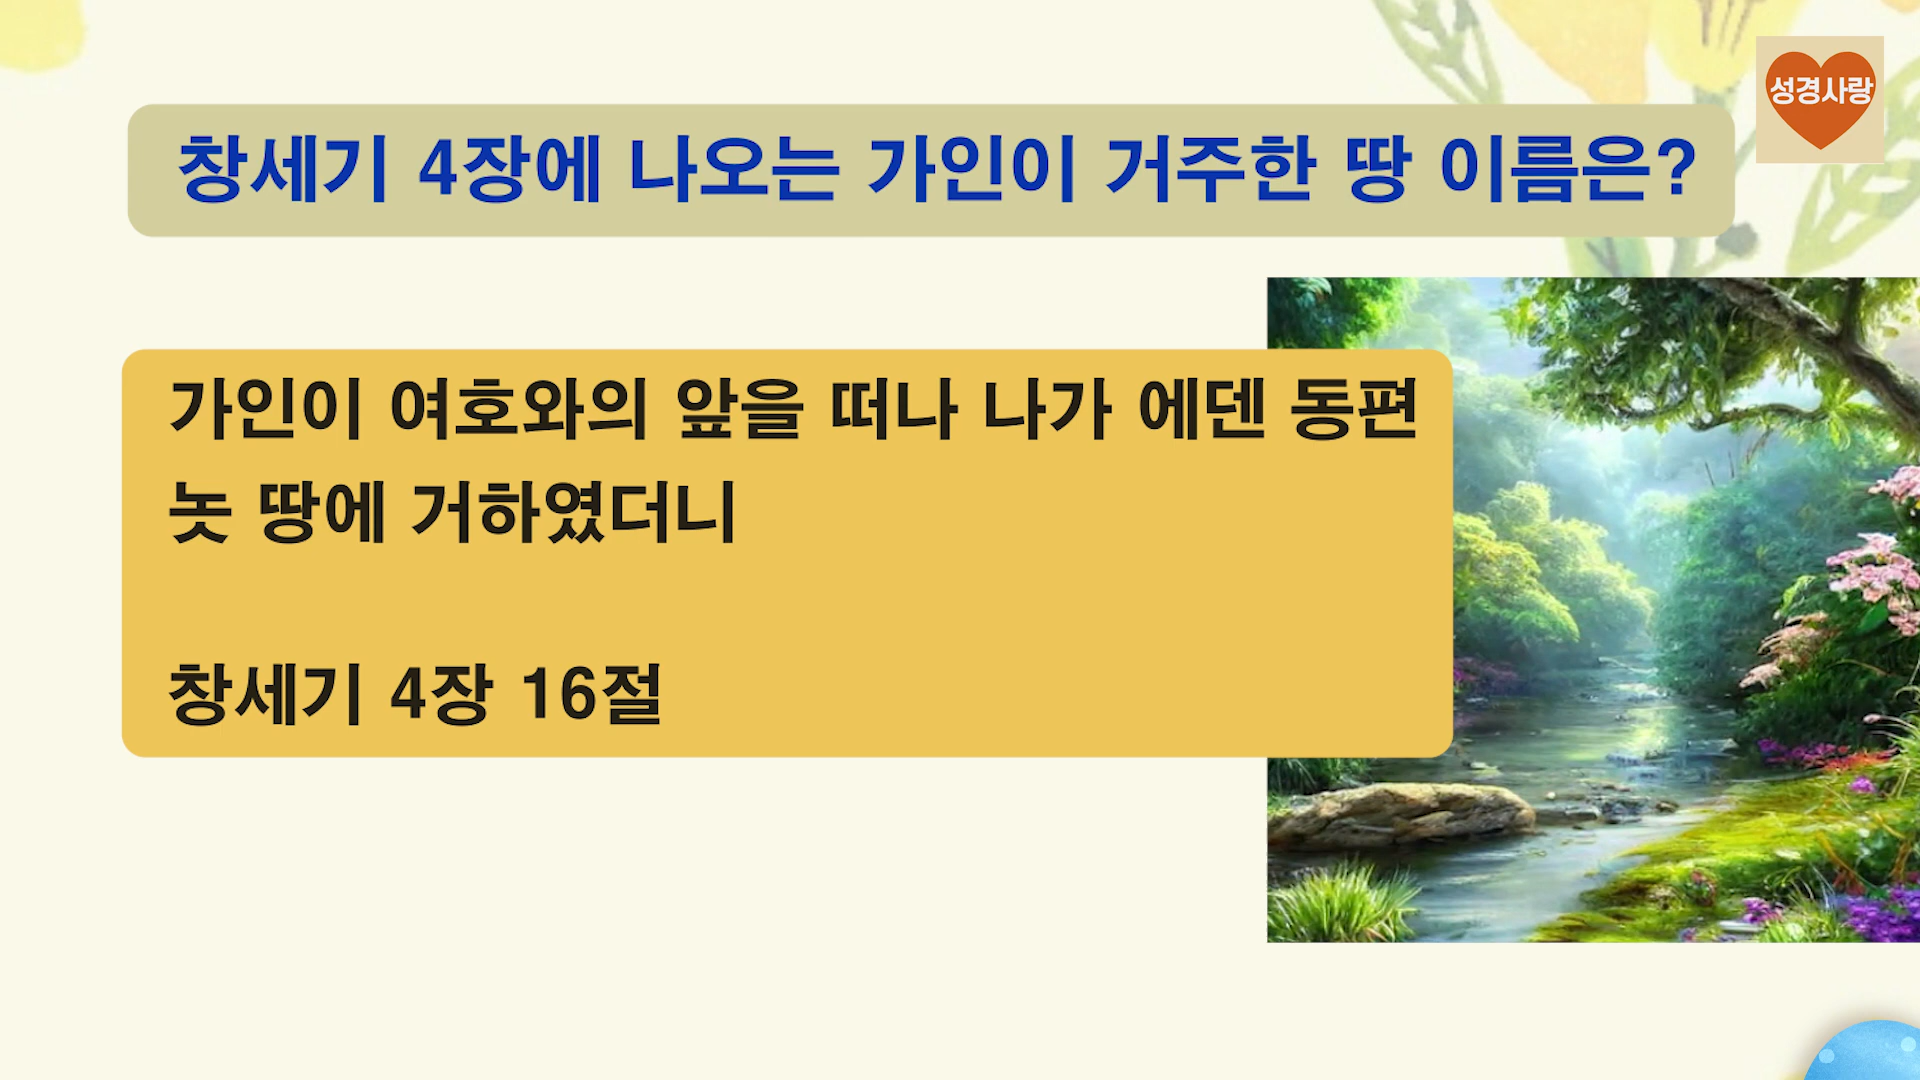 성경사랑
창세기 4장에 나오는 가인이 거주한 땅 이름은?
가인이 여호와의 앞을 떠나 나가 에덴 동편
놋 땅에 거하였더니
창세기 4장 16절